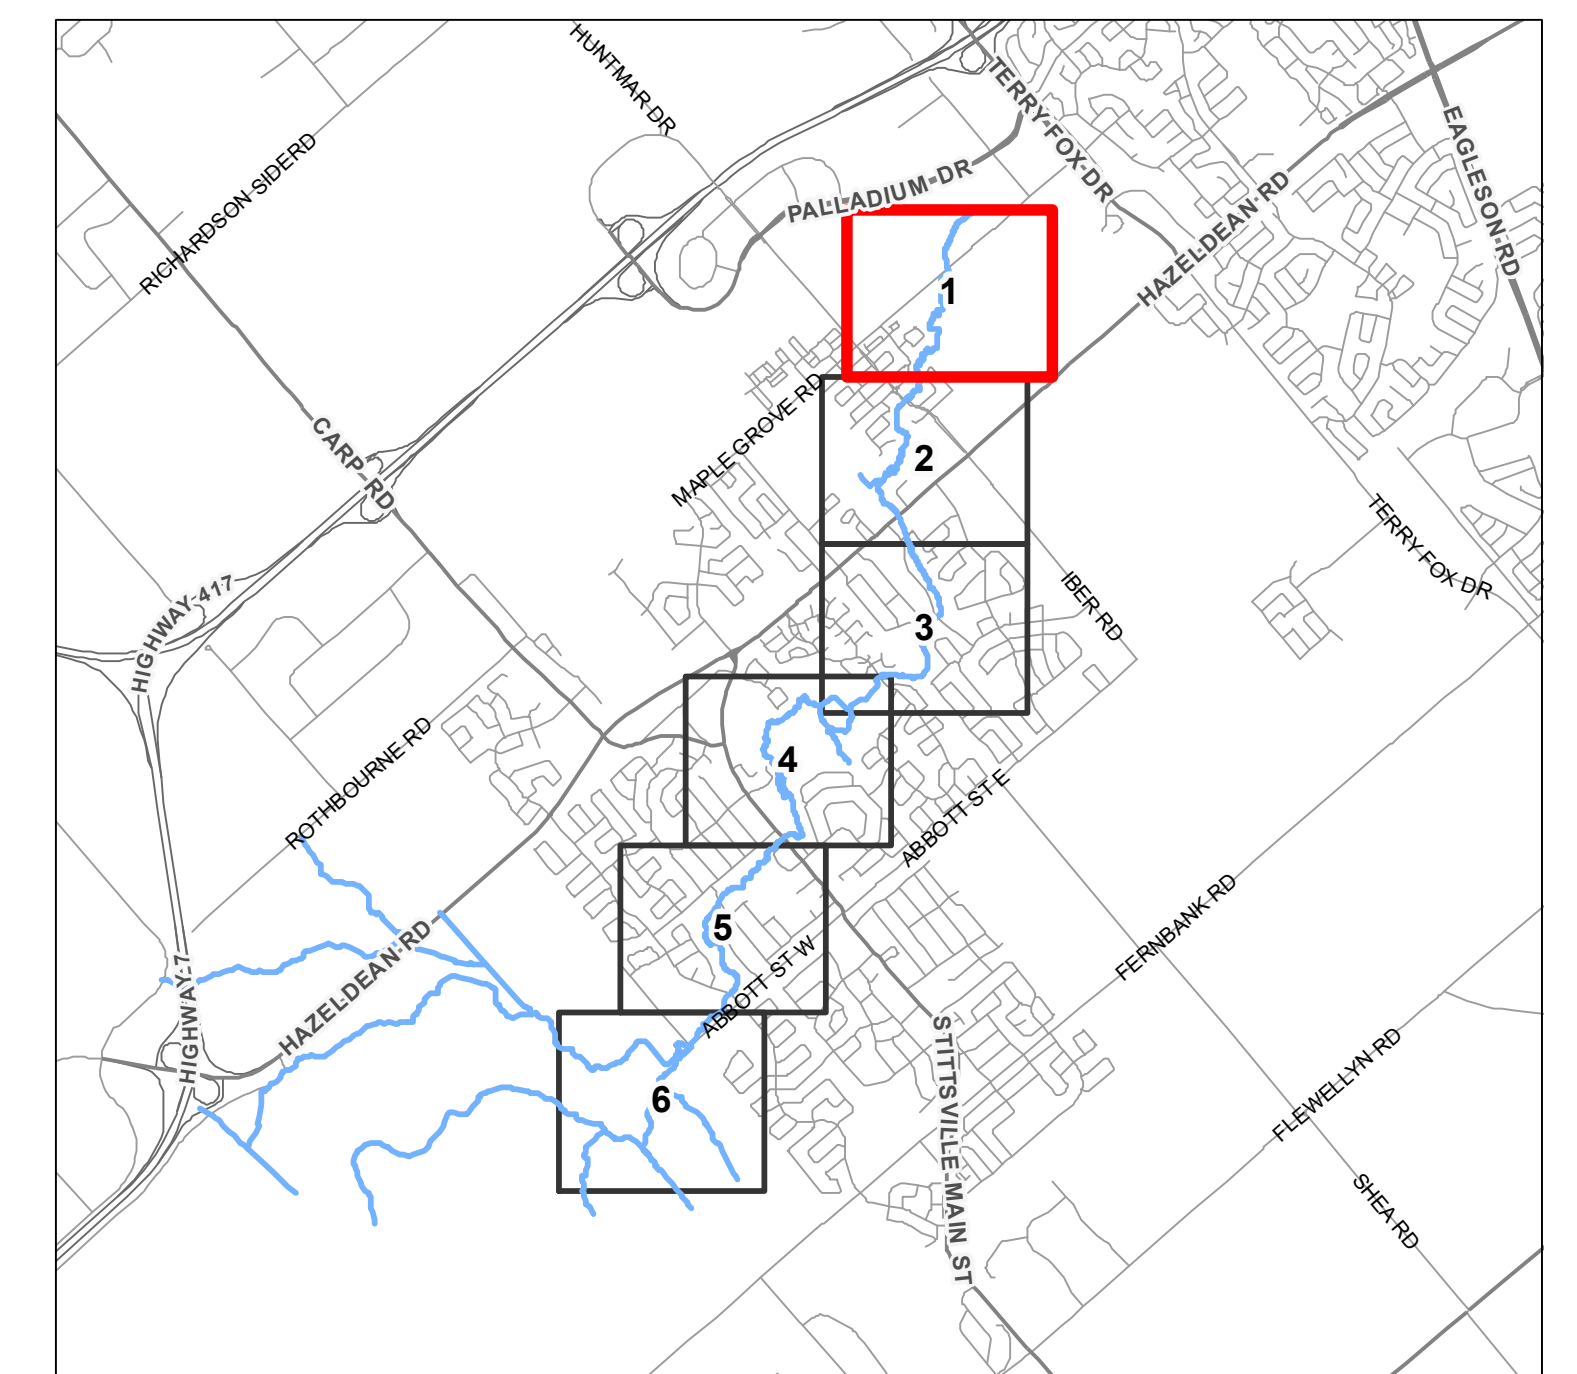 HUNTMAR DR
TERRY FOX DR
EAGLESON RD
RICHARDSON SIDERD
PALLADIUM DR
HAZELDEAN RD
1
MAPLE GROVE RD
CARP RD
2
TERRY FOX DR
HIGHWAY 417
IBER RD
3
ROTHBOURNE RD
4
ABBOTT ST E
FERNBANK RD
5
ABBOTT ST W
HAZELDEAN RD
HIGHWAY 7
STITTSVILLE MAIN ST
6
FLEWELLYN RD
SHEA RD